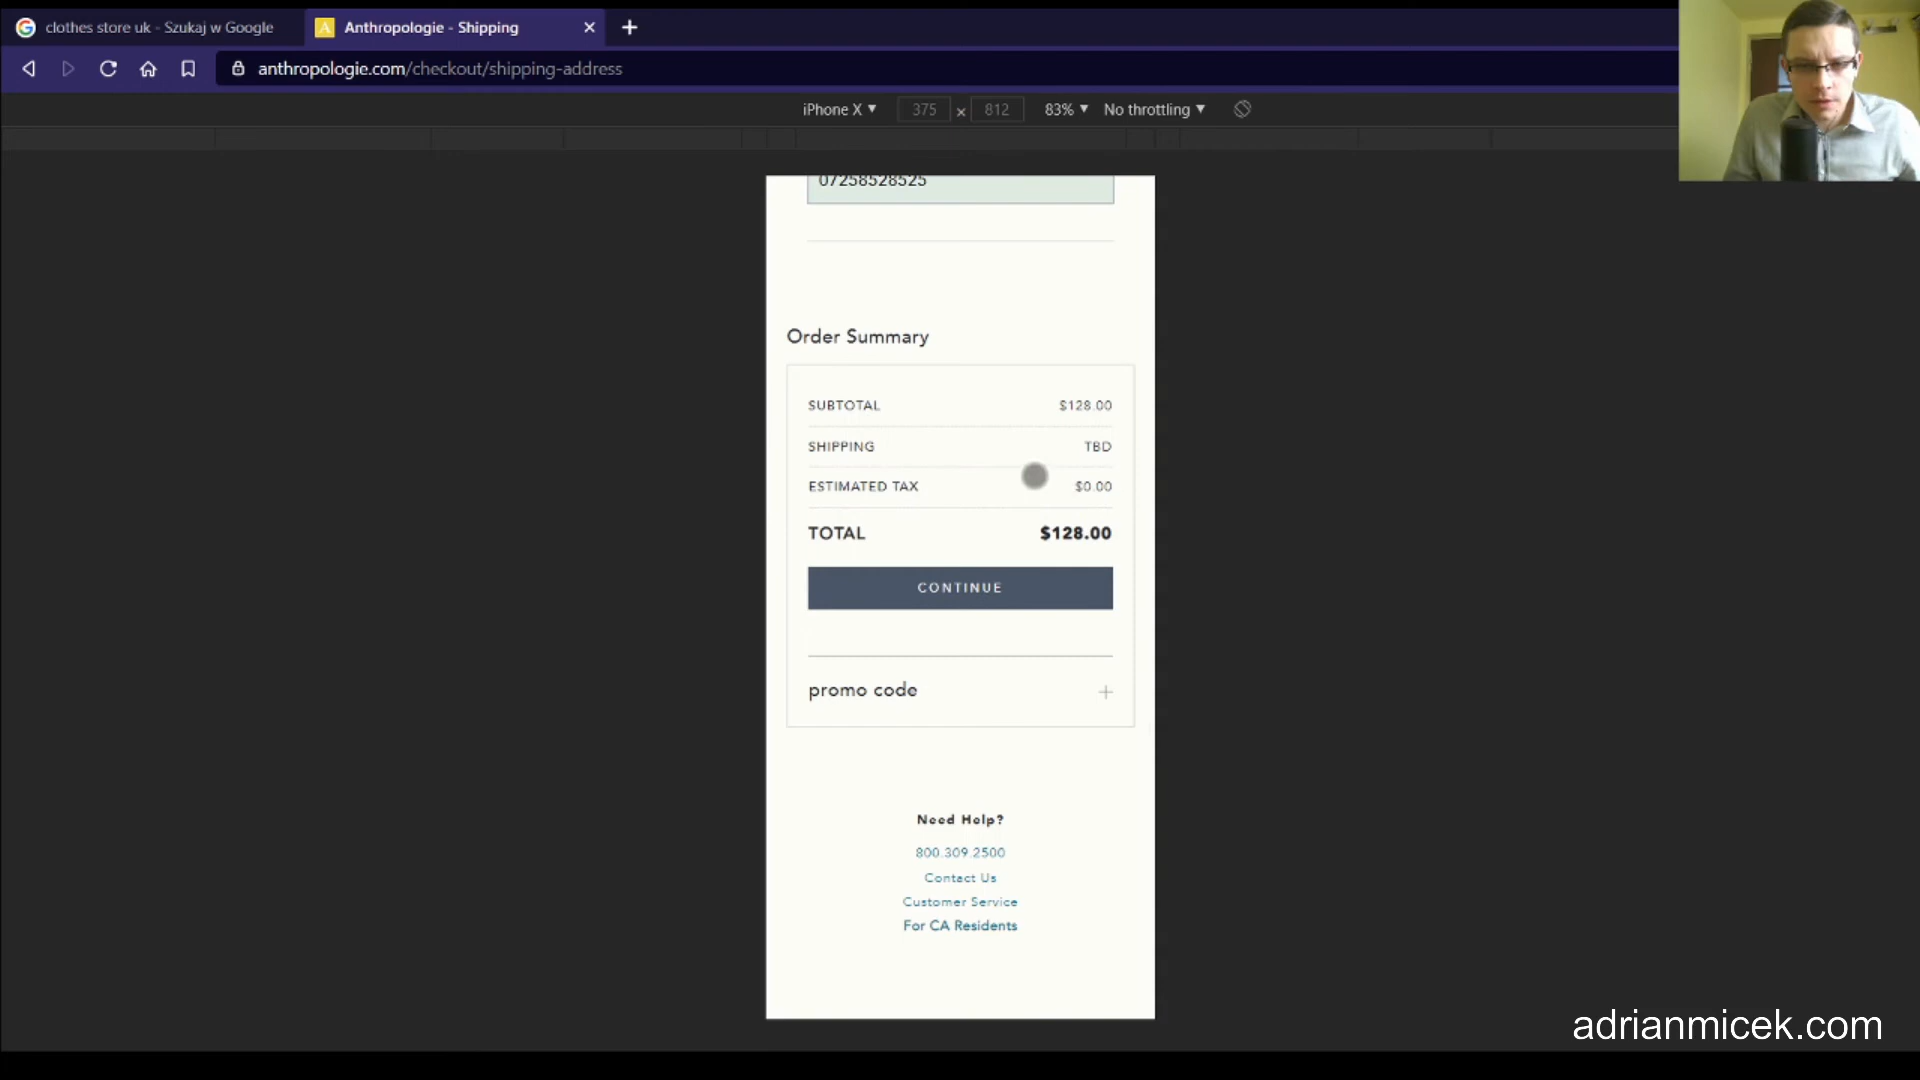 clothes store uk - Szukaj w Google
Anthropologie - Shipping
anthropologie.com/checkout/shipping-address
iPhone X ▼ 375 × 812 83% ▼ No throttling ▼
07258528525
Order Summary
SUBTOTAL $128.00
SHIPPING TBD
ESTIMATED TAX $0.00
TOTAL $128.00
CONTINUE
promo code +
Need Help?
800.309.2500
Contact Us
Customer Service
For CA Residents
adrianmicek.com